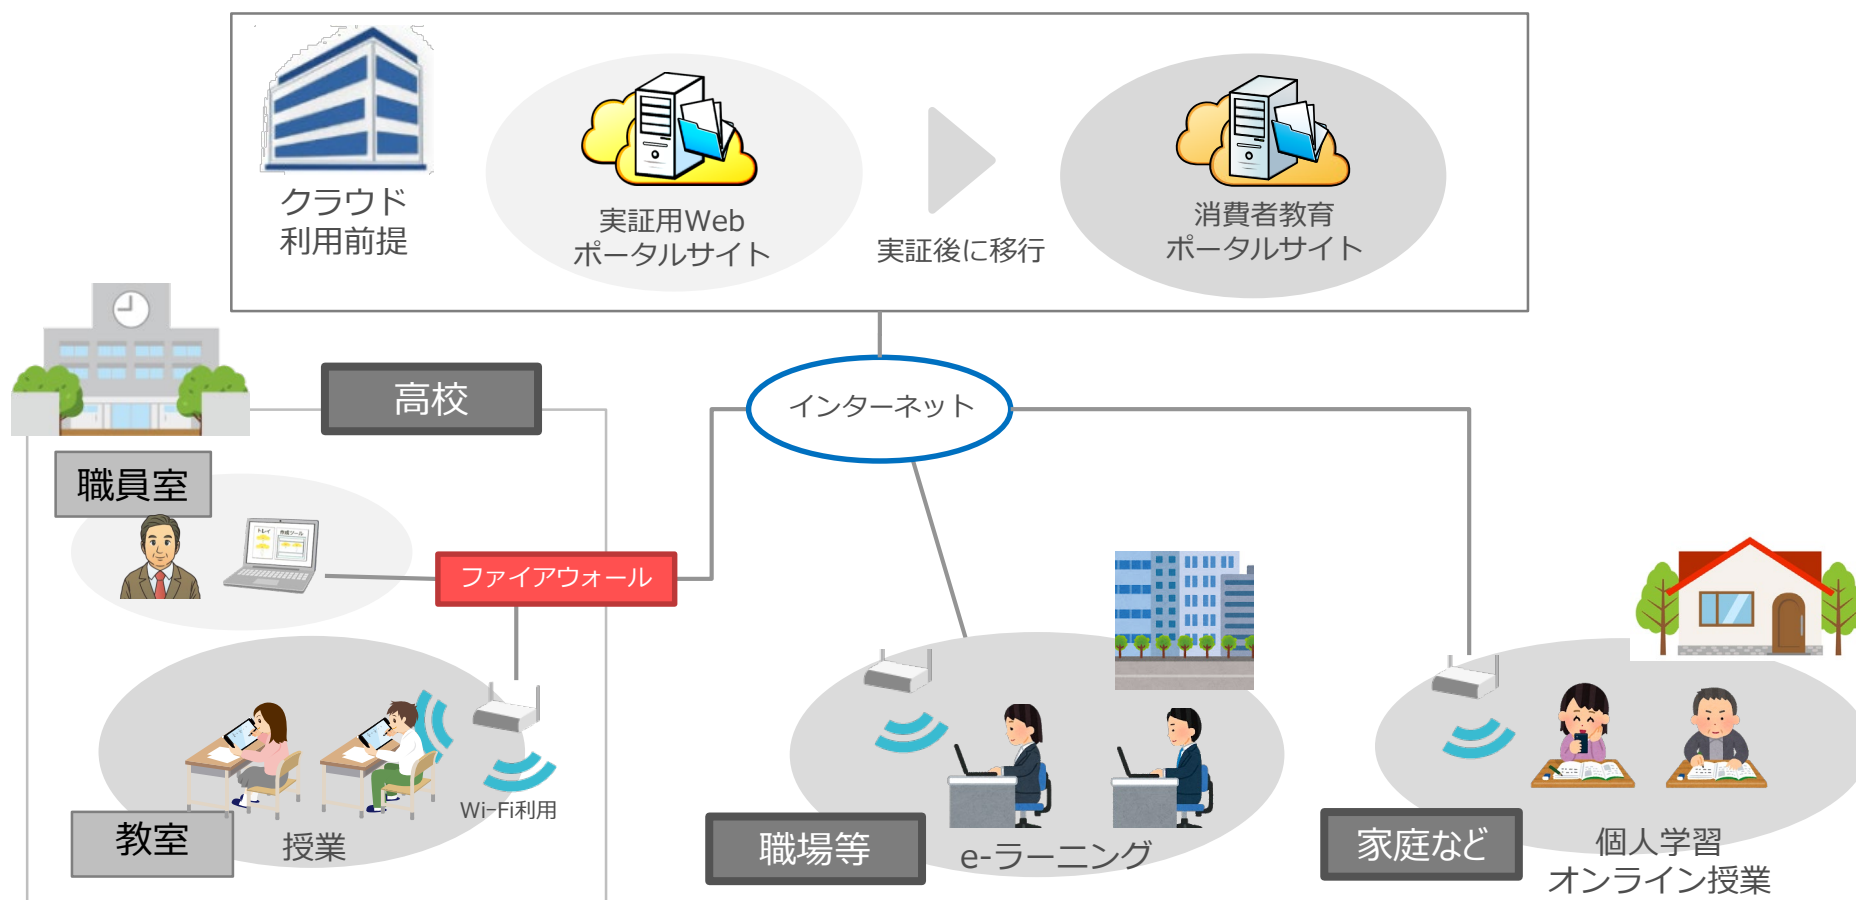 クラウド
利用前提
実証用Web
ポータルサイト
実証後に移行
消費者教育
ポータルサイト
高校
インターネット
職員室
トレイ
ファイアウォール
Wi-Fi利用
教室
授業
職場等
e-ラーニング
家庭など
個人学習
オンライン授業